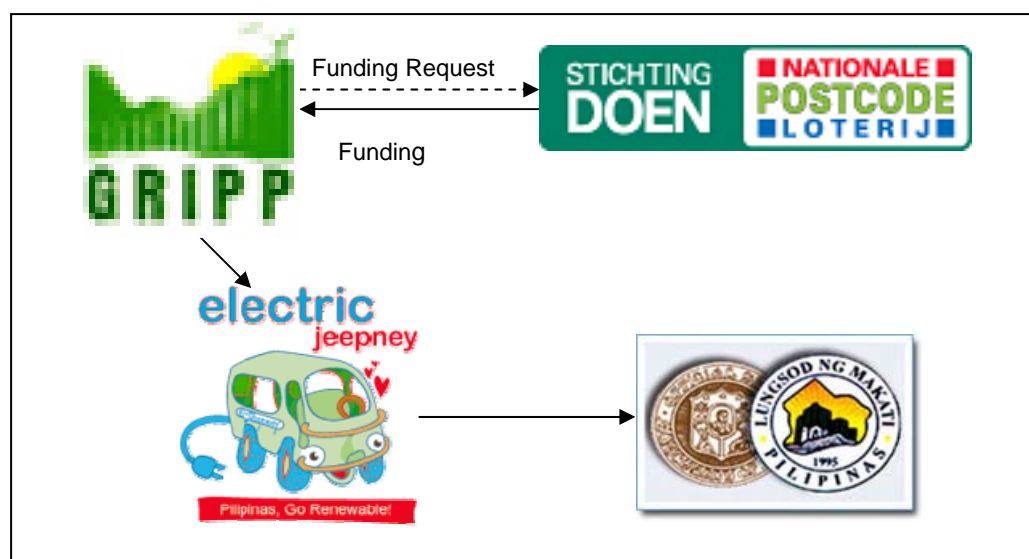 Funding Request
STICHTING
DOEN
NATIONALE
POSTCODE
LOTERIJ
Funding
GRIPP
electric
jeepney
Pilipinas, Go Renewable!
LUNGSOD NG MAKATI
1995
PILIPINAS